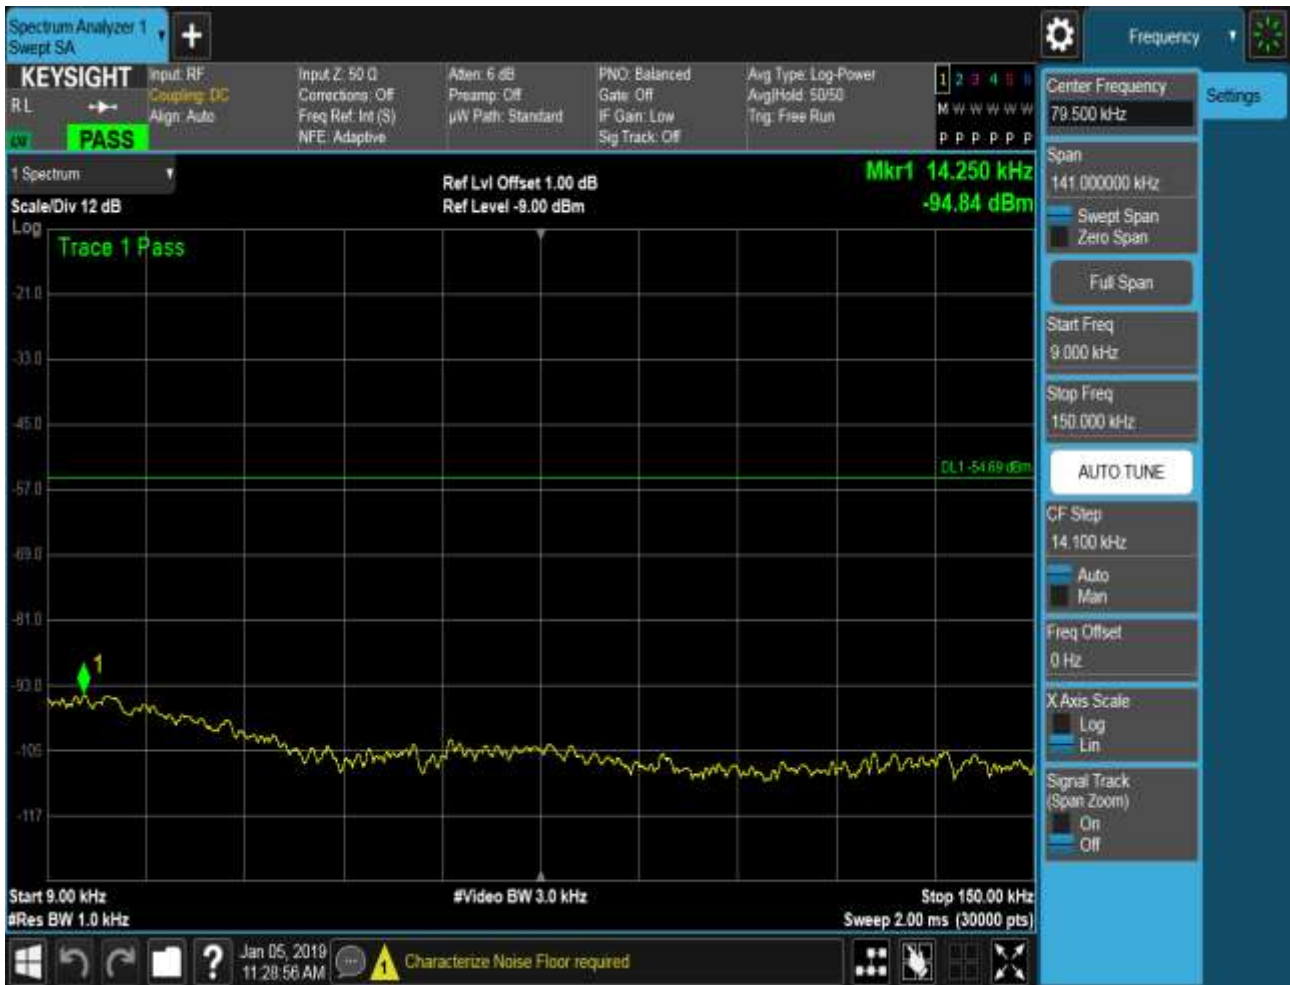 Spectrum Analyzer 1
Swept SA
+
Frequency
KEYSIGHT
R L
PASS
Input: RF
Coupling: DC
Align: Auto
Input Z: 50 Ω
Corrections: Off
Freq Ref: Int (S)
NFE: Adaptive
Atten: 6 dB
Preamp: Off
µW Path: Standard
PNO: Balanced
Gate: Off
IF Gain: Low
Sig Track: Off
Avg Type: Log-Power
Avg|Hold: 50/50
Trig: Free Run
1 2 3 4 5 6
M W W W W W
P P P P P P
1 Spectrum
Scale/Div 12 dB
Ref Lvl Offset 1.00 dB
Ref Level -9.00 dBm
Mkr1 14.250 kHz
-94.84 dBm
Log
Trace 1 Pass
-21.0
-33.0
-45.0
DL1 -54.69 dBm
-57.0
-69.0
-81.0
1
-93.0
-105
-117
Start 9.00 kHz
#Video BW 3.0 kHz
Stop 150.00 kHz
#Res BW 1.0 kHz
Sweep 2.00 ms (30000 pts)
Center Frequency
79.500 kHz
Settings
Span
141.000000 kHz
Swept Span
Zero Span
Full Span
Start Freq
9.000 kHz
Stop Freq
150.000 kHz
AUTO TUNE
CF Step
14.100 kHz
Auto
Man
Freq Offset
0 Hz
X Axis Scale
Log
Lin
Signal Track
(Span Zoom)
On
Off
?
Jan 05, 2019
11:28:56 AM
1
Characterize Noise Floor required